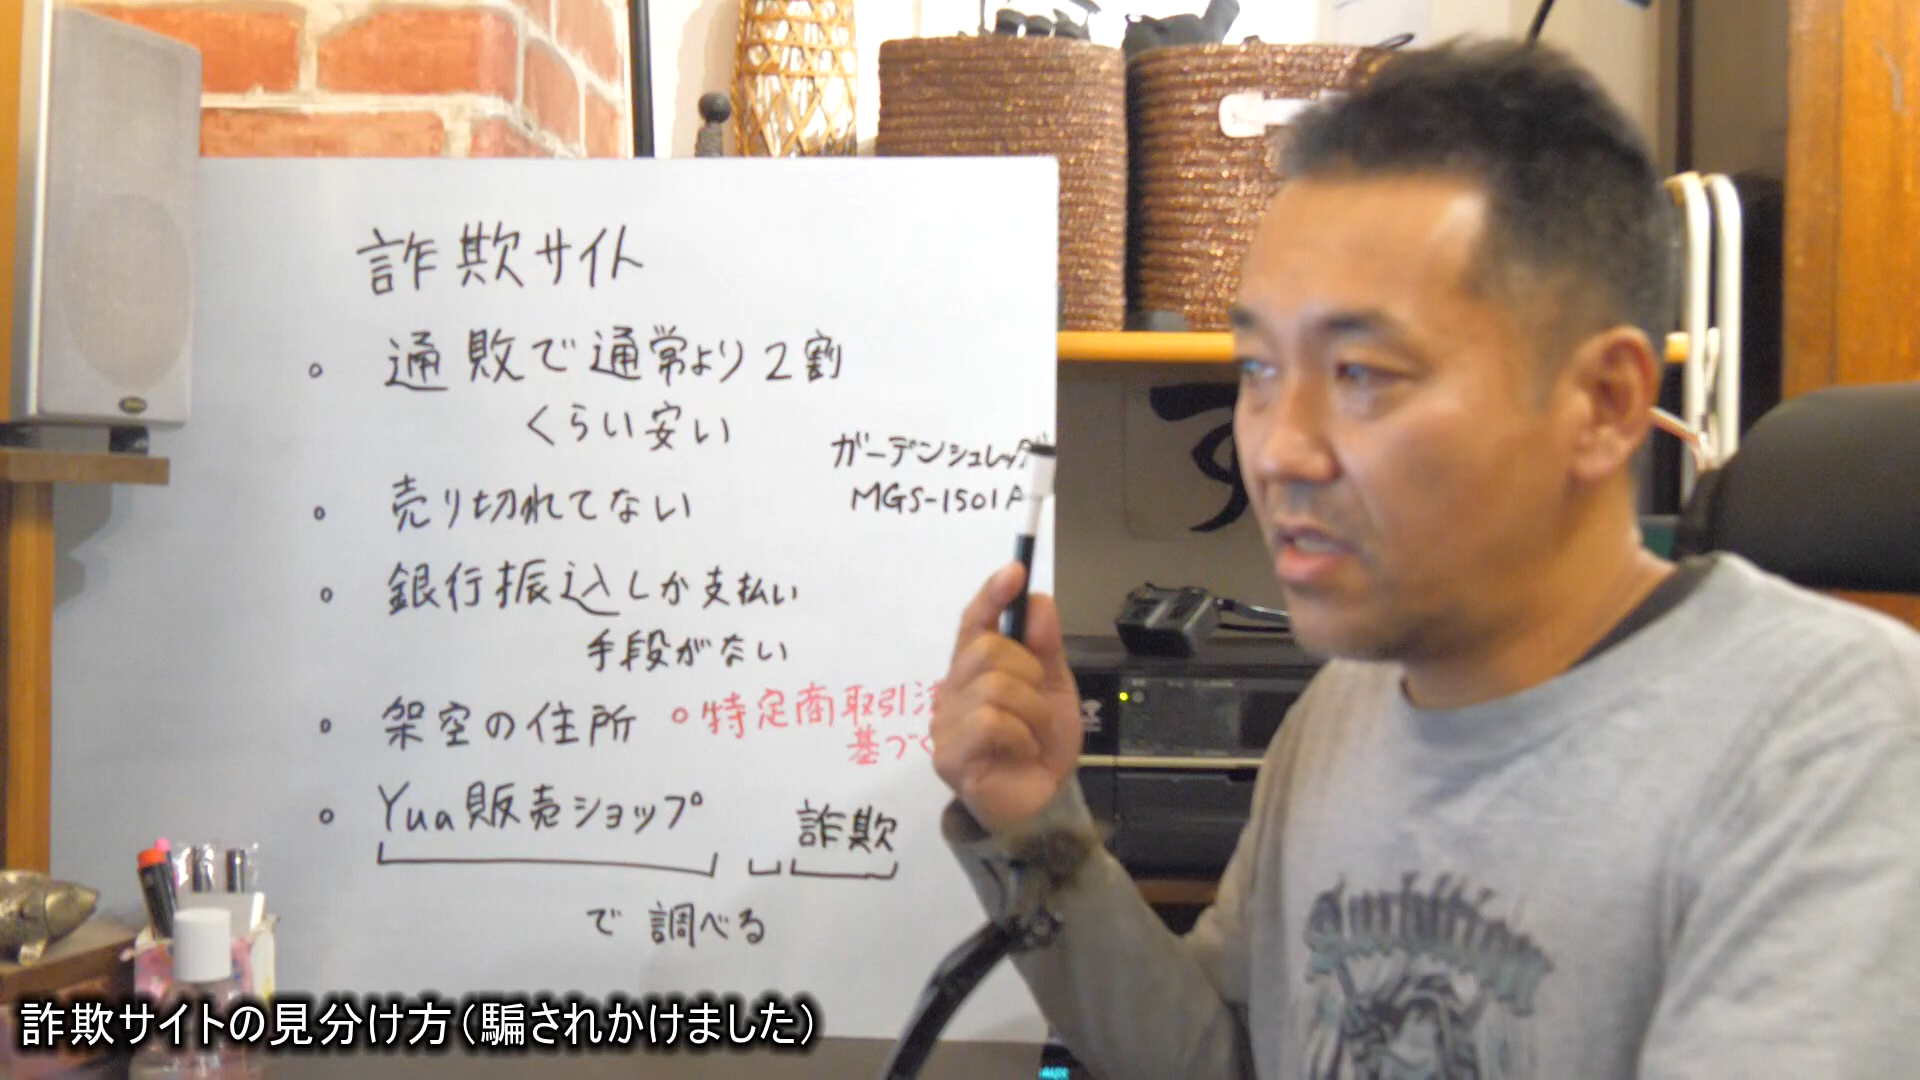 詐欺サイト
通販で通常より2割
くらい安い
ガーデンシュレッダ
MGS-1501A
売り切れてない
銀行振込しか支払い
手段がない
架空の住所
特定商取引法
基づく
Yua販売ショップ 詐欺
で調べる
す
詐欺サイトの見分け方（騙されかけました）